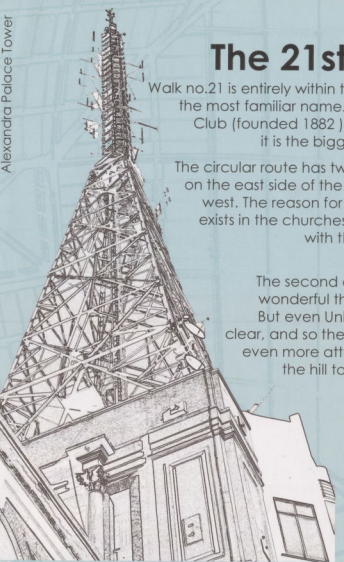 Alexandra Palace Tower
The 21st
Walk no.21 is entirely within t
the most familiar name.
Club (founded 1882 )
it is the bigg
The circular route has tw
on the east side of the
west. The reason for
exists in the churches
with th
The second
wonderful th
But even Uni
clear, and so the
even more att
the hill to